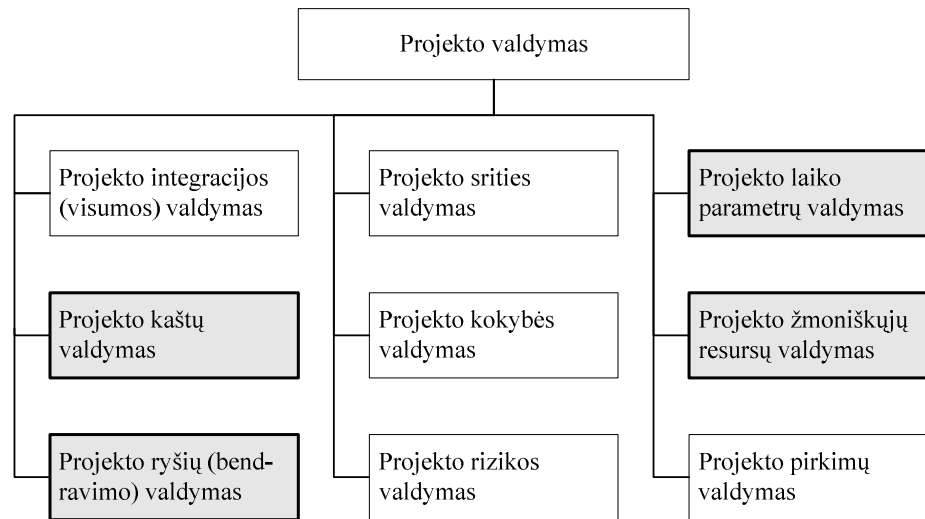 Projekto valdymas
Projekto integracijos
(visumos) valdymas
Projekto srities
valdymas
Projekto laiko
parametrų valdymas
Projekto kaštų
valdymas
Projekto kokybės
valdymas
Projekto žmoniškųjų
resursų valdymas
Projekto ryšių (bend-
ravimo) valdymas
Projekto rizikos
valdymas
Projekto pirkimų
valdymas